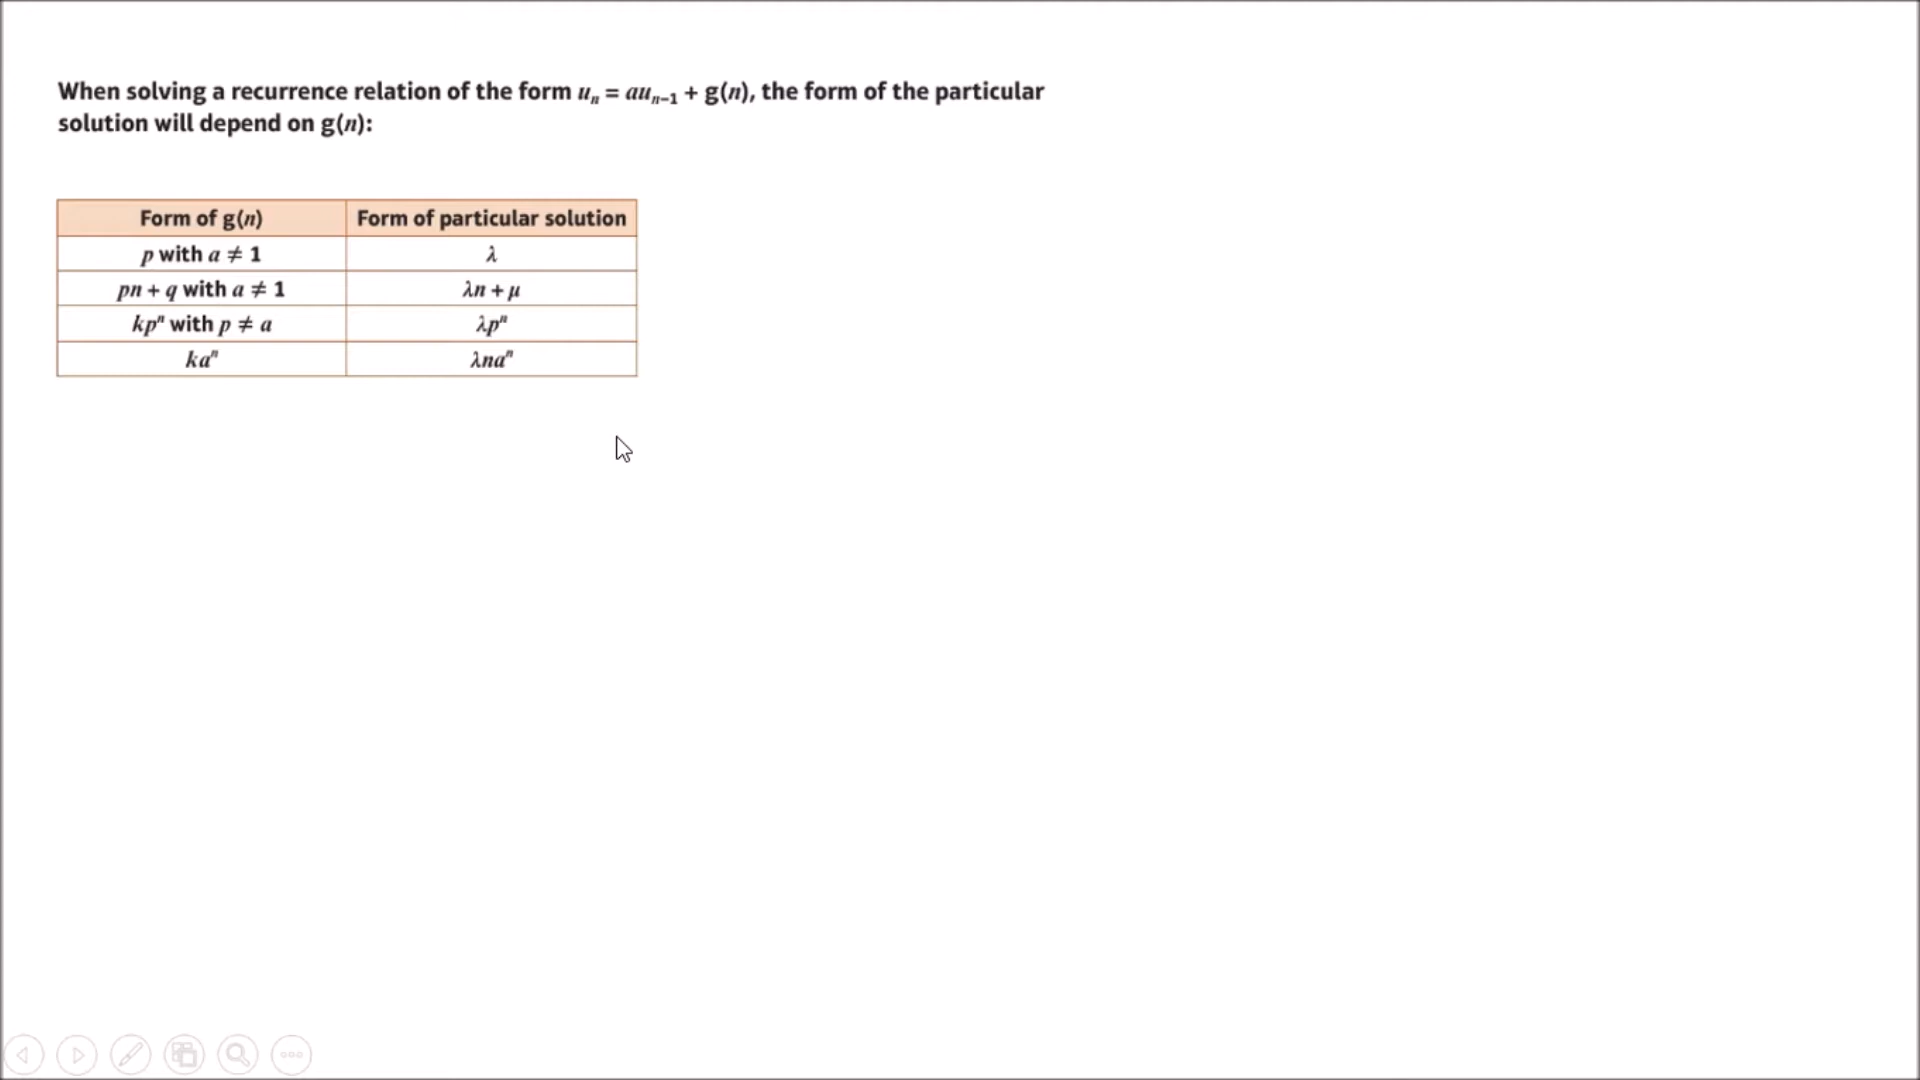 When solving a recurrence relation of the form uₙ = auₙ₋₁ + g(n), the form of the particular
solution will depend on g(n):
Form of g(n) Form of particular solution
p with a ≠ 1 λ
pn + q with a ≠ 1 λn + μ
kpⁿ with p ≠ a λpⁿ
kaⁿ λnaⁿ